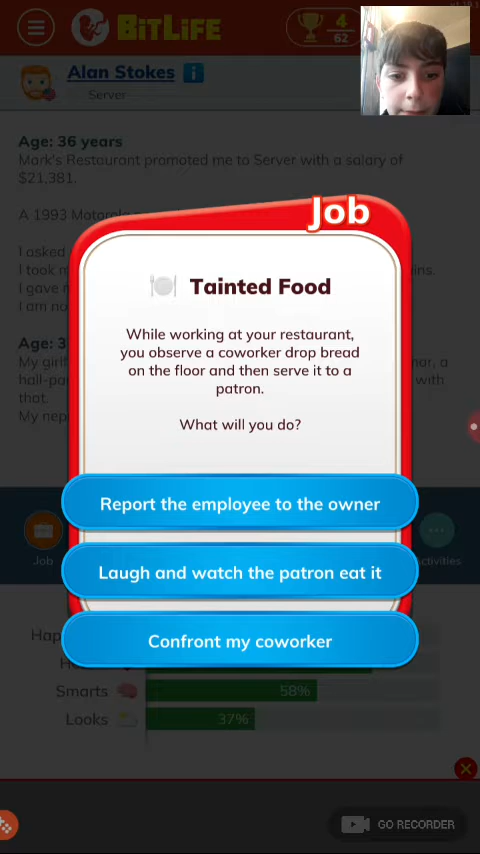 BITLIFE
4
62
Alan Stokes
Server
Age: 36 years
Mark's Restaurant promoted me to Server with a salary of
$21,381.
Job
A 1993 Motorola
Tainted Food
I asked
I took m
I gave m
I am no
While working at your restaurant,
you observe a coworker drop bread
on the floor and then serve it to a
patron.
Age: 3
My girl
hall-pa
with
that.
My nep
What will you do?
Report the employee to the owner
Job
ctivities
Laugh and watch the patron eat it
Hap
Confront my coworker
Smarts
58%
Looks
37%
GO RECORDER